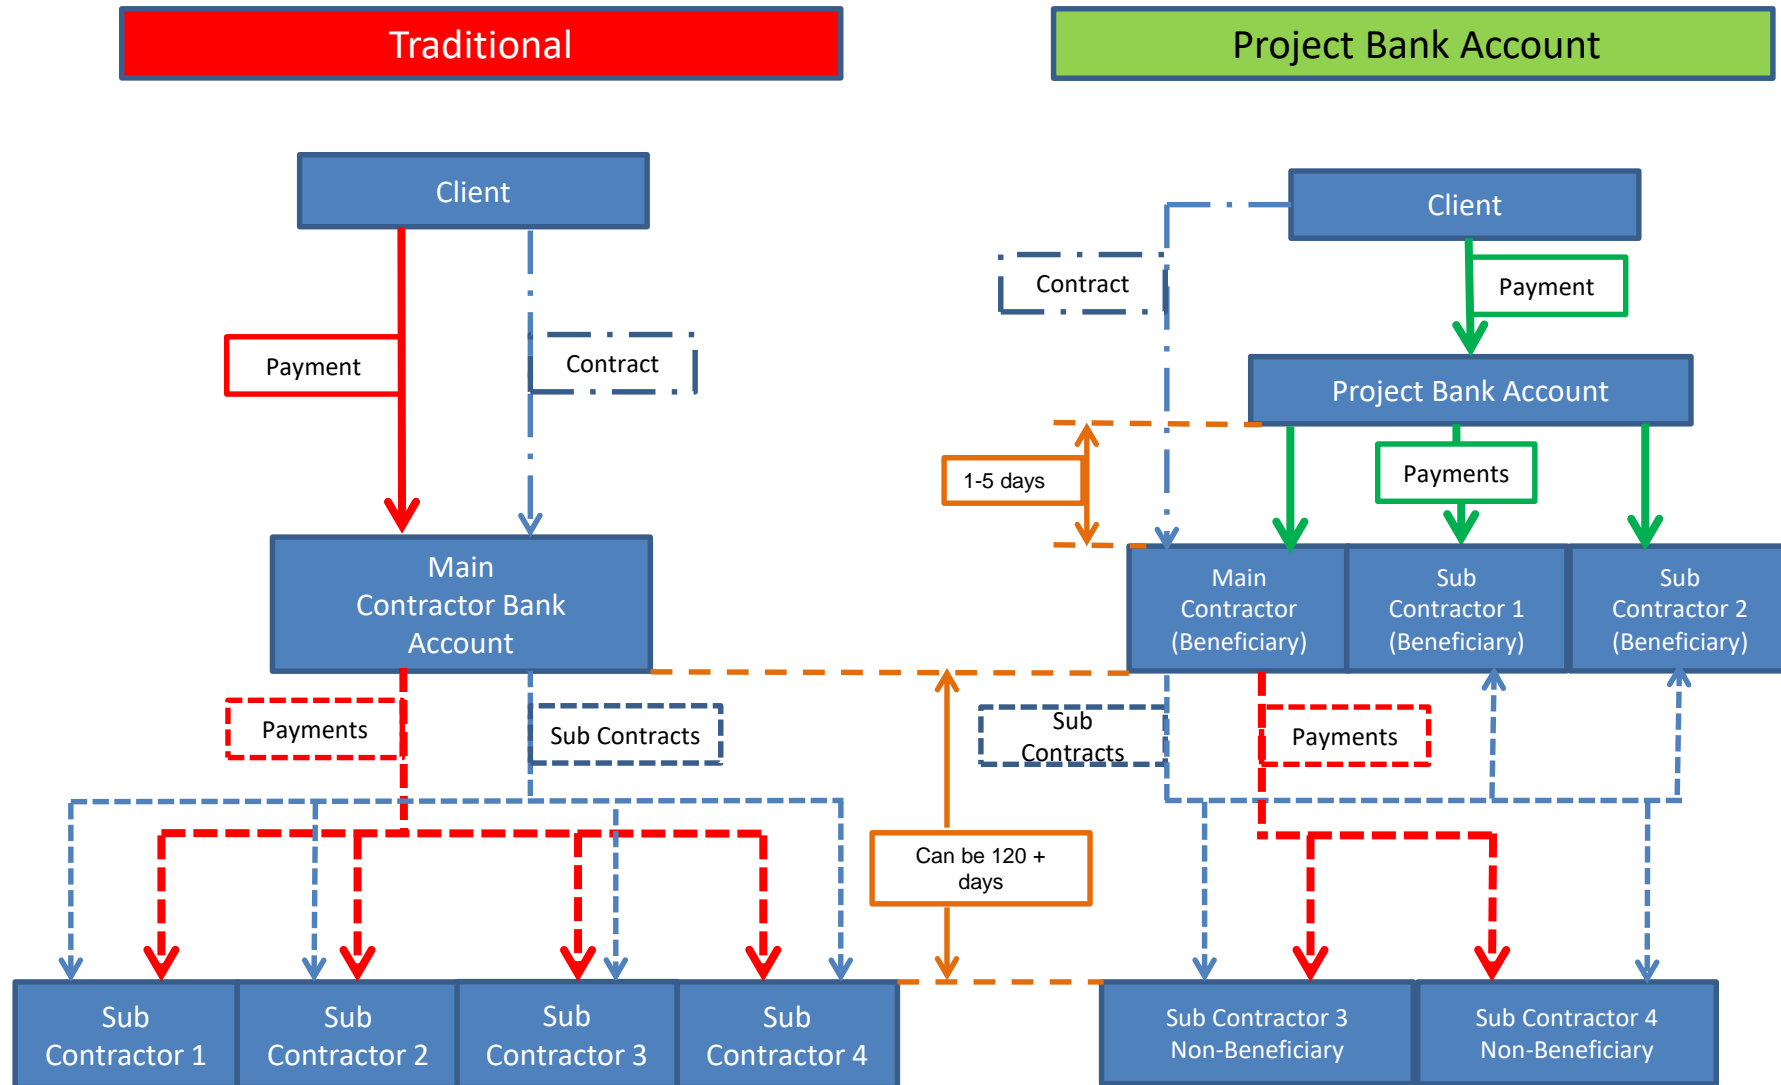 Traditional
Project Bank Account
Client
Client
Contract
Payment
Payment
Contract
Project Bank Account
1-5 days
Payments
Main
Contractor Bank
Account
Main
Contractor
(Beneficiary)
Sub
Contractor 1
(Beneficiary)
Sub
Contractor 2
(Beneficiary)
Payments
Sub Contracts
Sub
Contracts
Payments
Can be 120 +
days
Sub
Contractor 1
Sub
Contractor 2
Sub
Contractor 3
Sub
Contractor 4
Sub Contractor 3
Non-Beneficiary
Sub Contractor 4
Non-Beneficiary